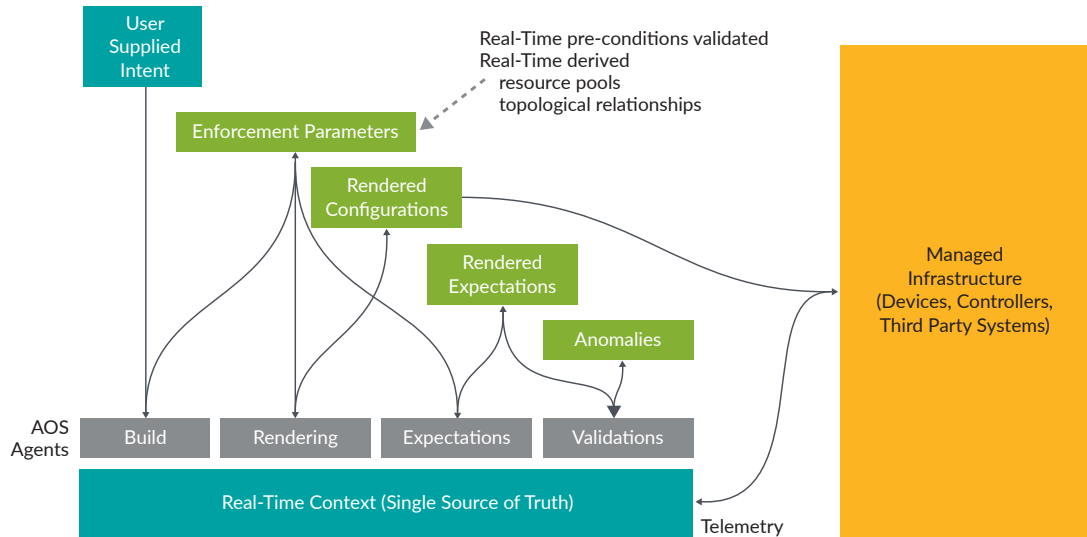 User
Supplied
Intent
Real-Time pre-conditions validated
Real-Time derived
resource pools
topological relationships
Enforcement Parameters
Rendered
Configurations
Rendered
Expectations
Managed
Infrastructure
(Devices, Controllers,
Third Party Systems)
Anomalies
AOS
Agents
Build
Rendering
Expectations
Validations
Real-Time Context (Single Source of Truth)
Telemetry